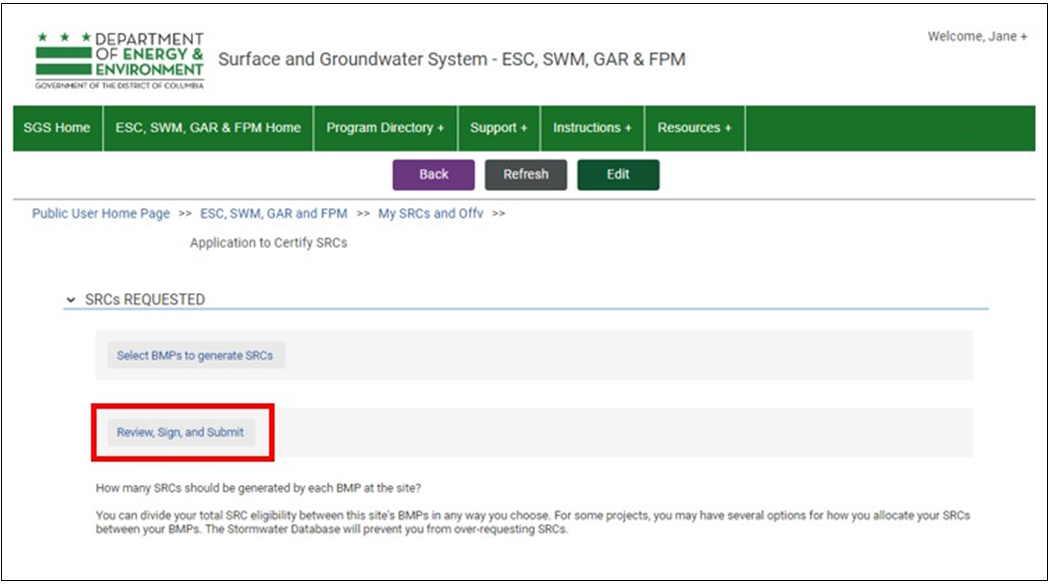 DEPARTMENT
OF ENERGY &
ENVIRONMENT
GOVERNMENT OF THE DISTRICT OF COLUMBIA
Surface and Groundwater System - ESC, SWM, GAR & FPM
Welcome, Jane +
SGS Home ESC, SWM, GAR & FPM Home Program Directory + Support + Instructions + Resources +
Back Refresh Edit
Public User Home Page >> ESC, SWM, GAR and FPM >> My SRCs and Offv >>
Application to Certify SRCs
SRCs REQUESTED
Select BMPs to generate SRCs
Review, Sign, and Submit
How many SRCs should be generated by each BMP at the site?
You can divide your total SRC eligibility between this site's BMPs in any way you choose. For some projects, you may have several options for how you allocate your SRCs
between your BMPs. The Stormwater Database will prevent you from over-requesting SRCs.